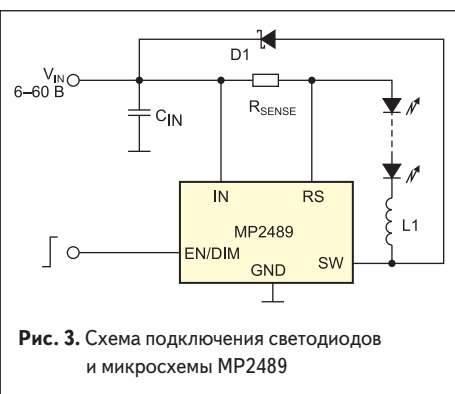 D1
V_IN
6–60 В
R_SENSE
C_IN
IN
RS
MP2489
L1
EN/DIM
SW
GND
Рис. 3. Схема подключения светодиодов
и микросхемы MP2489